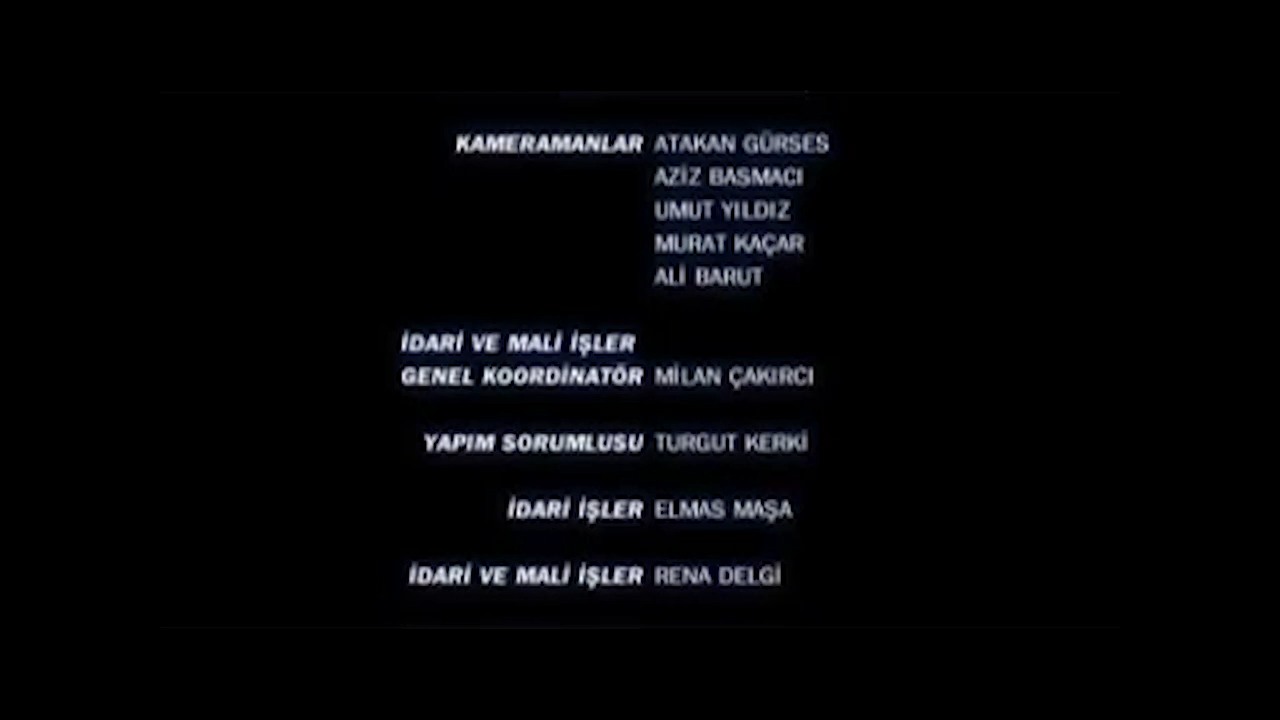 KAMERAMANLAR ATAKAN GÜRSES
AZİZ BASMACI
UMUT YILDIZ
MURAT KAÇAR
ALİ BARUT
İDARİ VE MALİ İŞLER
GENEL KOORDİNATÖR MİLAN ÇAKIRCI
YAPIM SORUMLUSU TURGUT KERKİ
İDARİ İŞLER ELMAS MAŞA
İDARİ VE MALİ İŞLER RENA DELGİ